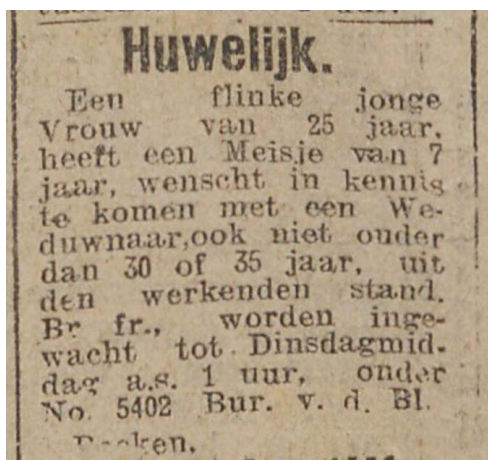 Huwelijk.
Een flinke jonge
Vrouw van 25 jaar,
heeft een Meisje van 7
jaar, wenscht in kennis
te komen met een We-
duwnaar,ook niet ouder
dan 30 of 35 jaar, uit
den werkenden stand.
Br fr., worden inge-
wacht tot Dinsdagmid-
dag a.s. 1 uur, onder
No. 5402 Bur. v. d. Bl.